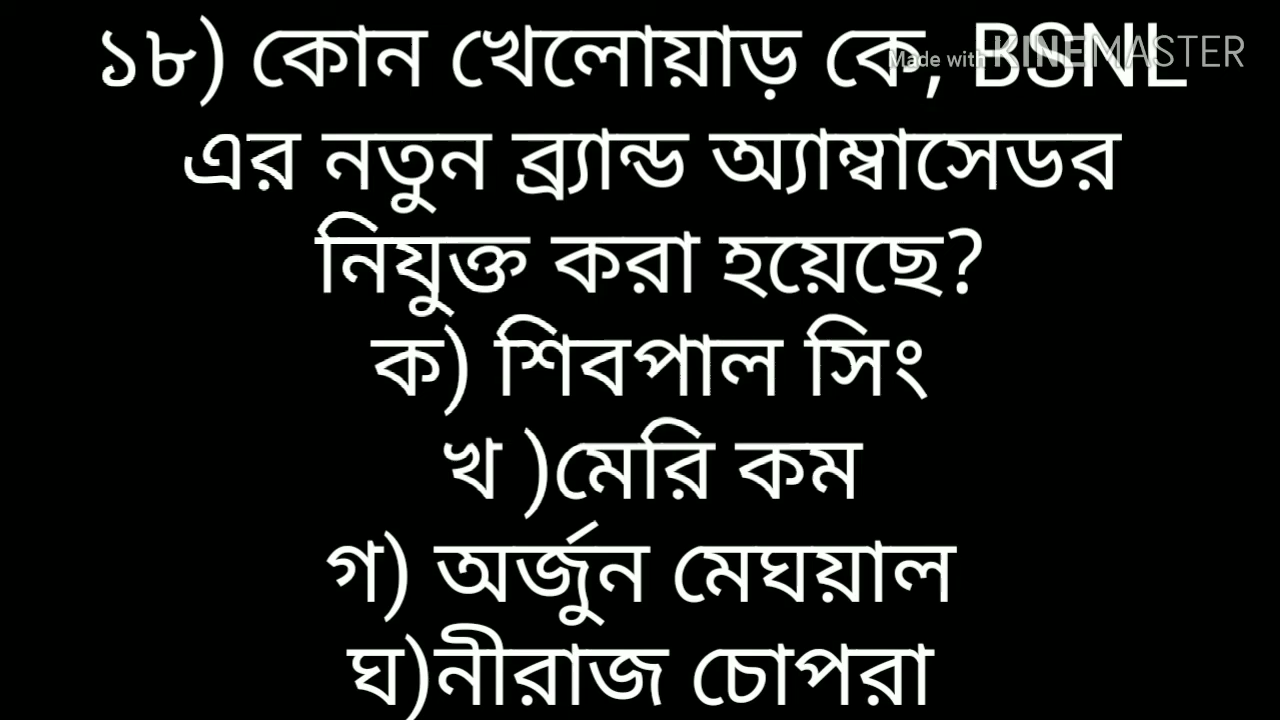 ১৮) কোন খেলোয়াড় কে, BSNL
Made with KINEMASTER
এর নতুন ব্র্যান্ড অ্যাম্বাসেডর
নিযুক্ত করা হয়েছে?
ক) শিবপাল সিং
খ )মেরি কম
গ) অর্জুন মেঘয়াল
ঘ)নীরাজ চোপরা